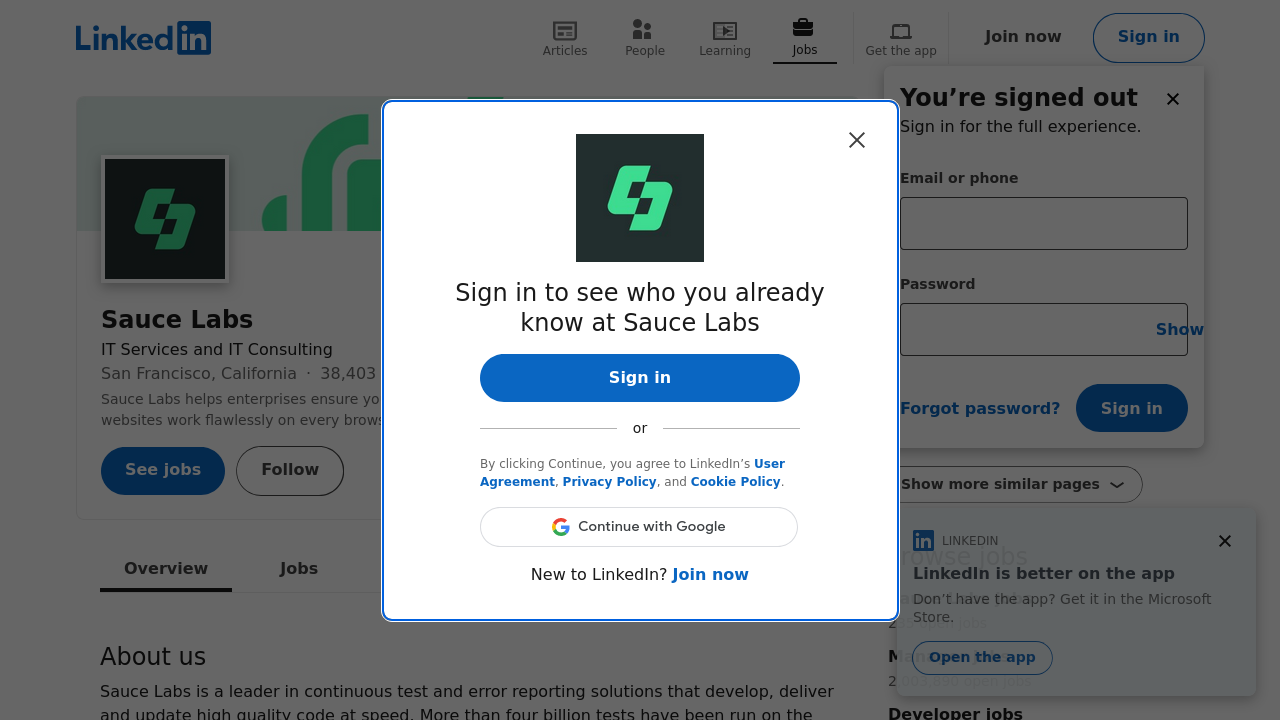 LinkedIn
Articles
People
Learning
Jobs
Get the app
Join now
Sign in
You’re signed out
Sign in for the full experience.
Email or phone
Password
Show
Forgot password?
Sign in
Sauce Labs
IT Services and IT Consulting
San Francisco, California · 38,403
Sauce Labs helps enterprises ensure yo
websites work flawlessly on every brows
See jobs
Follow
Sign in to see who you already
know at Sauce Labs
Sign in
or
By clicking Continue, you agree to LinkedIn’s User
Agreement, Privacy Policy, and Cookie Policy.
Continue with Google
New to LinkedIn? Join now
Show more similar pages
LINKEDIN
LinkedIn is better on the app
Don’t have the app? Get it in the Microsoft
Store.
Open the app
Developer jobs
Overview
Jobs
About us
Sauce Labs is a leader in continuous test and error reporting solutions that develop, deliver
and update high quality code at speed. More than four billion tests have been run on the